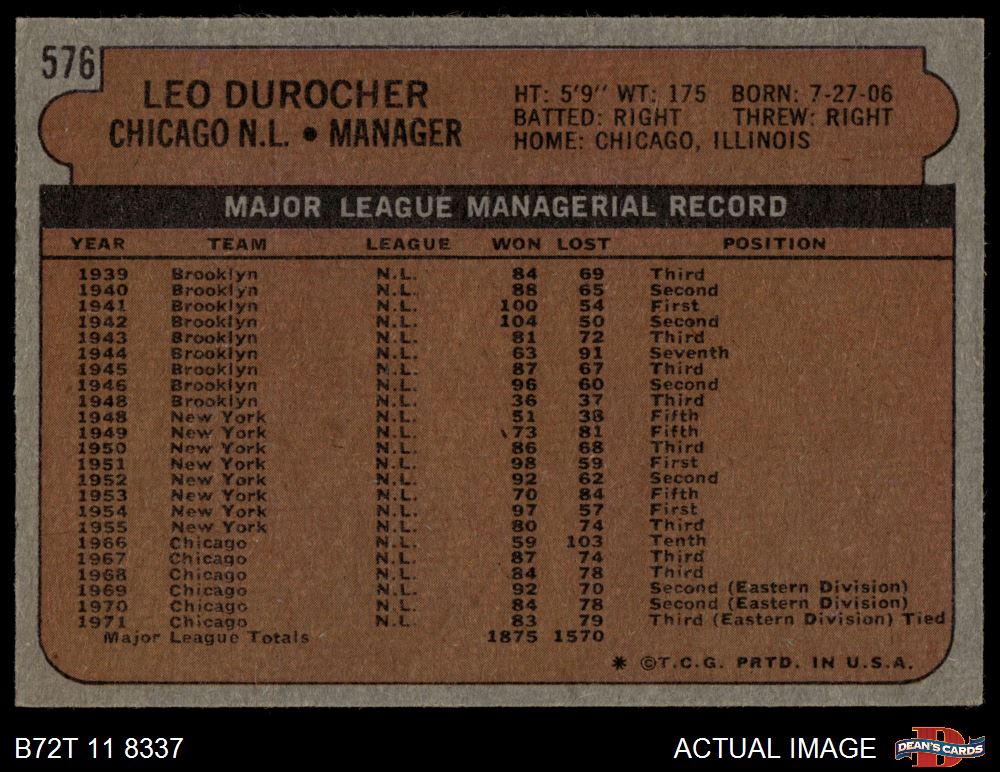 576
LEO DUROCHER
CHICAGO N.L. • MANAGER
HT: 5'9" WT: 175 BORN: 7-27-06
BATTED: RIGHT THREW: RIGHT
HOME: CHICAGO, ILLINOIS
MAJOR LEAGUE MANAGERIAL RECORD
YEAR TEAM LEAGUE WON LOST POSITION
1939 Brooklyn N.L. 84 69 Third
1940 Brooklyn N.L. 88 65 Second
1941 Brooklyn N.L. 100 54 First
1942 Brooklyn N.L. 104 50 Second
1943 Brooklyn N.L. 81 72 Third
1944 Brooklyn N.L. 63 91 Seventh
1945 Brooklyn N.L. 87 67 Third
1946 Brooklyn N.L. 96 60 Second
1948 Brooklyn N.L. 36 37 Third
1948 New York N.L. 51 38 Fifth
1949 New York N.L. 73 81 Fifth
1950 New York N.L. 86 68 Third
1951 New York N.L. 98 59 First
1952 New York N.L. 92 62 Second
1953 New York N.L. 70 84 Fifth
1954 New York N.L. 97 57 First
1955 New York N.L. 80 74 Third
1966 Chicago N.L. 59 103 Tenth
1967 Chicago N.L. 87 74 Third
1968 Chicago N.L. 84 78 Third
1969 Chicago N.L. 92 70 Second (Eastern Division)
1970 Chicago N.L. 84 78 Second (Eastern Division)
1971 Chicago N.L. 83 79 Third (Eastern Division) Tied
Major League Totals 1875 1570
* ©T.C.G. PRTD. IN U.S.A.
B72T 11 8337
ACTUAL IMAGE
DEAN'S CARDS